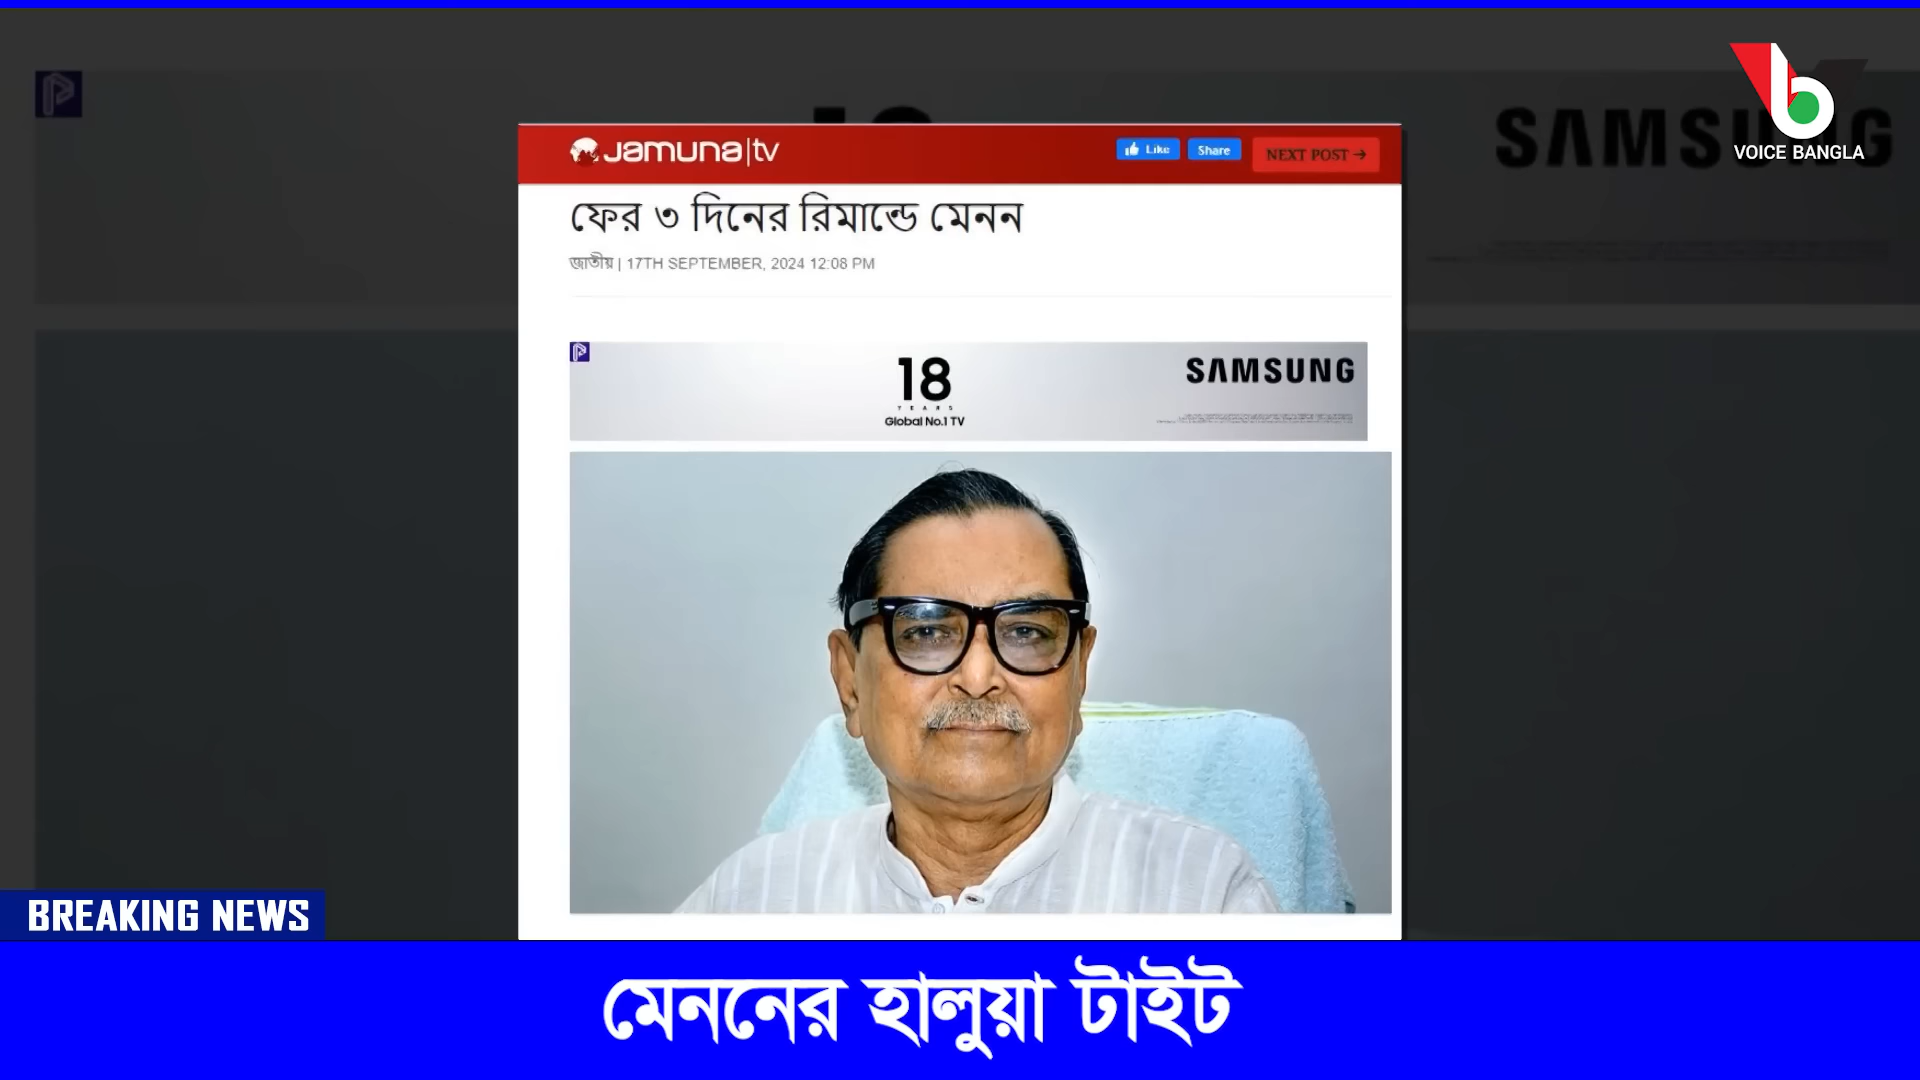 VOICE BANGLA
SAMSUNG
JAMUNA|TV
Like
Share
NEXT POST →
ফের ৩ দিনের রিমান্ডে মেনন
জাতীয় | 17TH SEPTEMBER, 2024 12:08 PM
18
YEARS
Global No.1 TV
SAMSUNG
BREAKING NEWS
মেননের হালুয়া টাইট